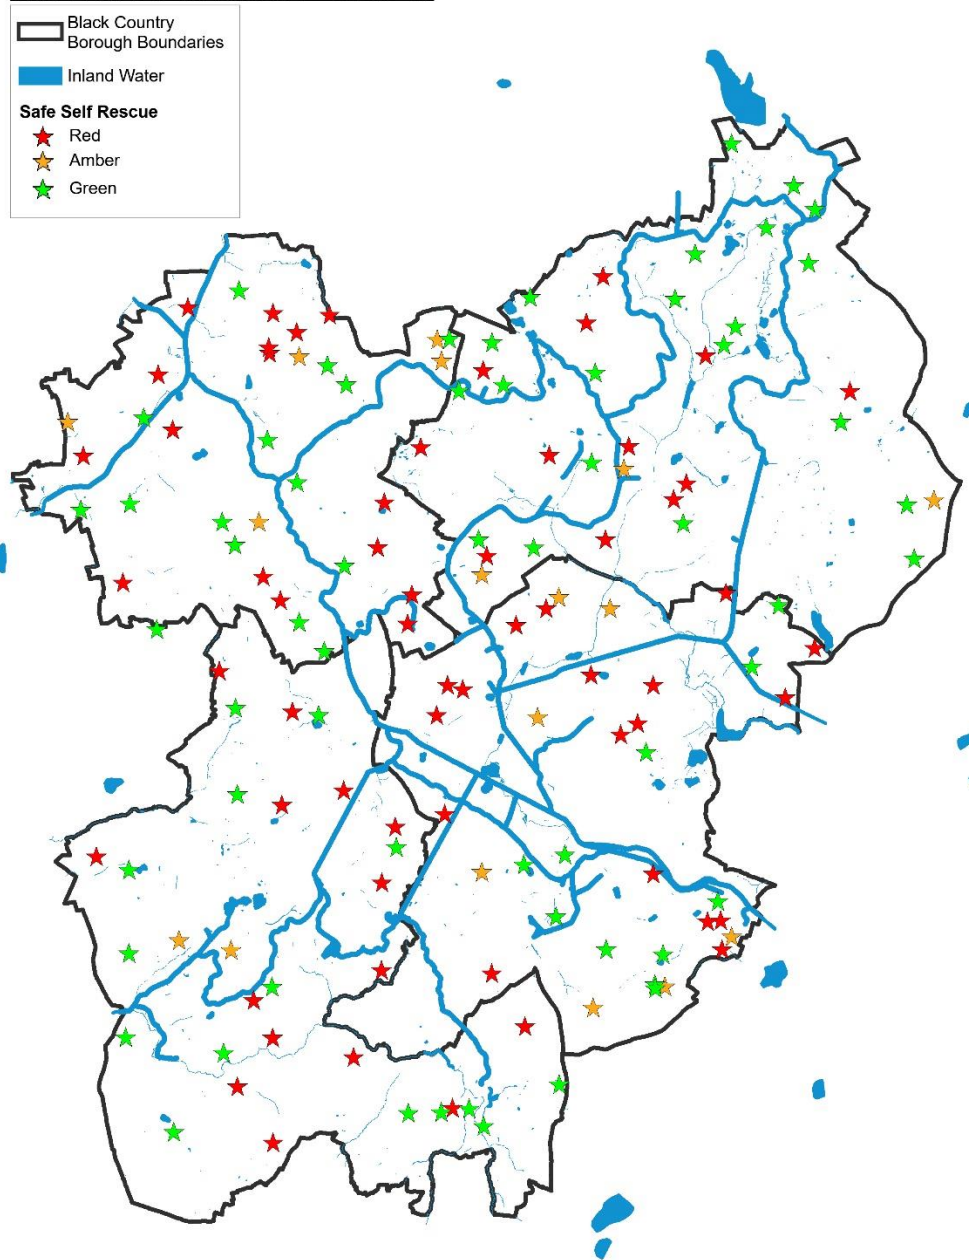 Black Country
Borough Boundaries
Inland Water
Safe Self Rescue
Red
Amber
Green